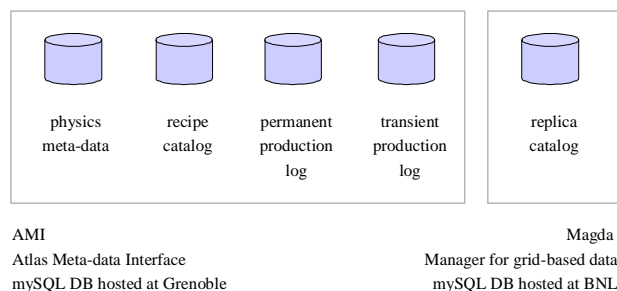 physics
meta-data
recipe
catalog
permanent
production
log
transient
production
log
replica
catalog
AMI
Atlas Meta-data Interface
mySQL DB hosted at Grenoble
Magda
Manager for grid-based data
mySQL DB hosted at BNL